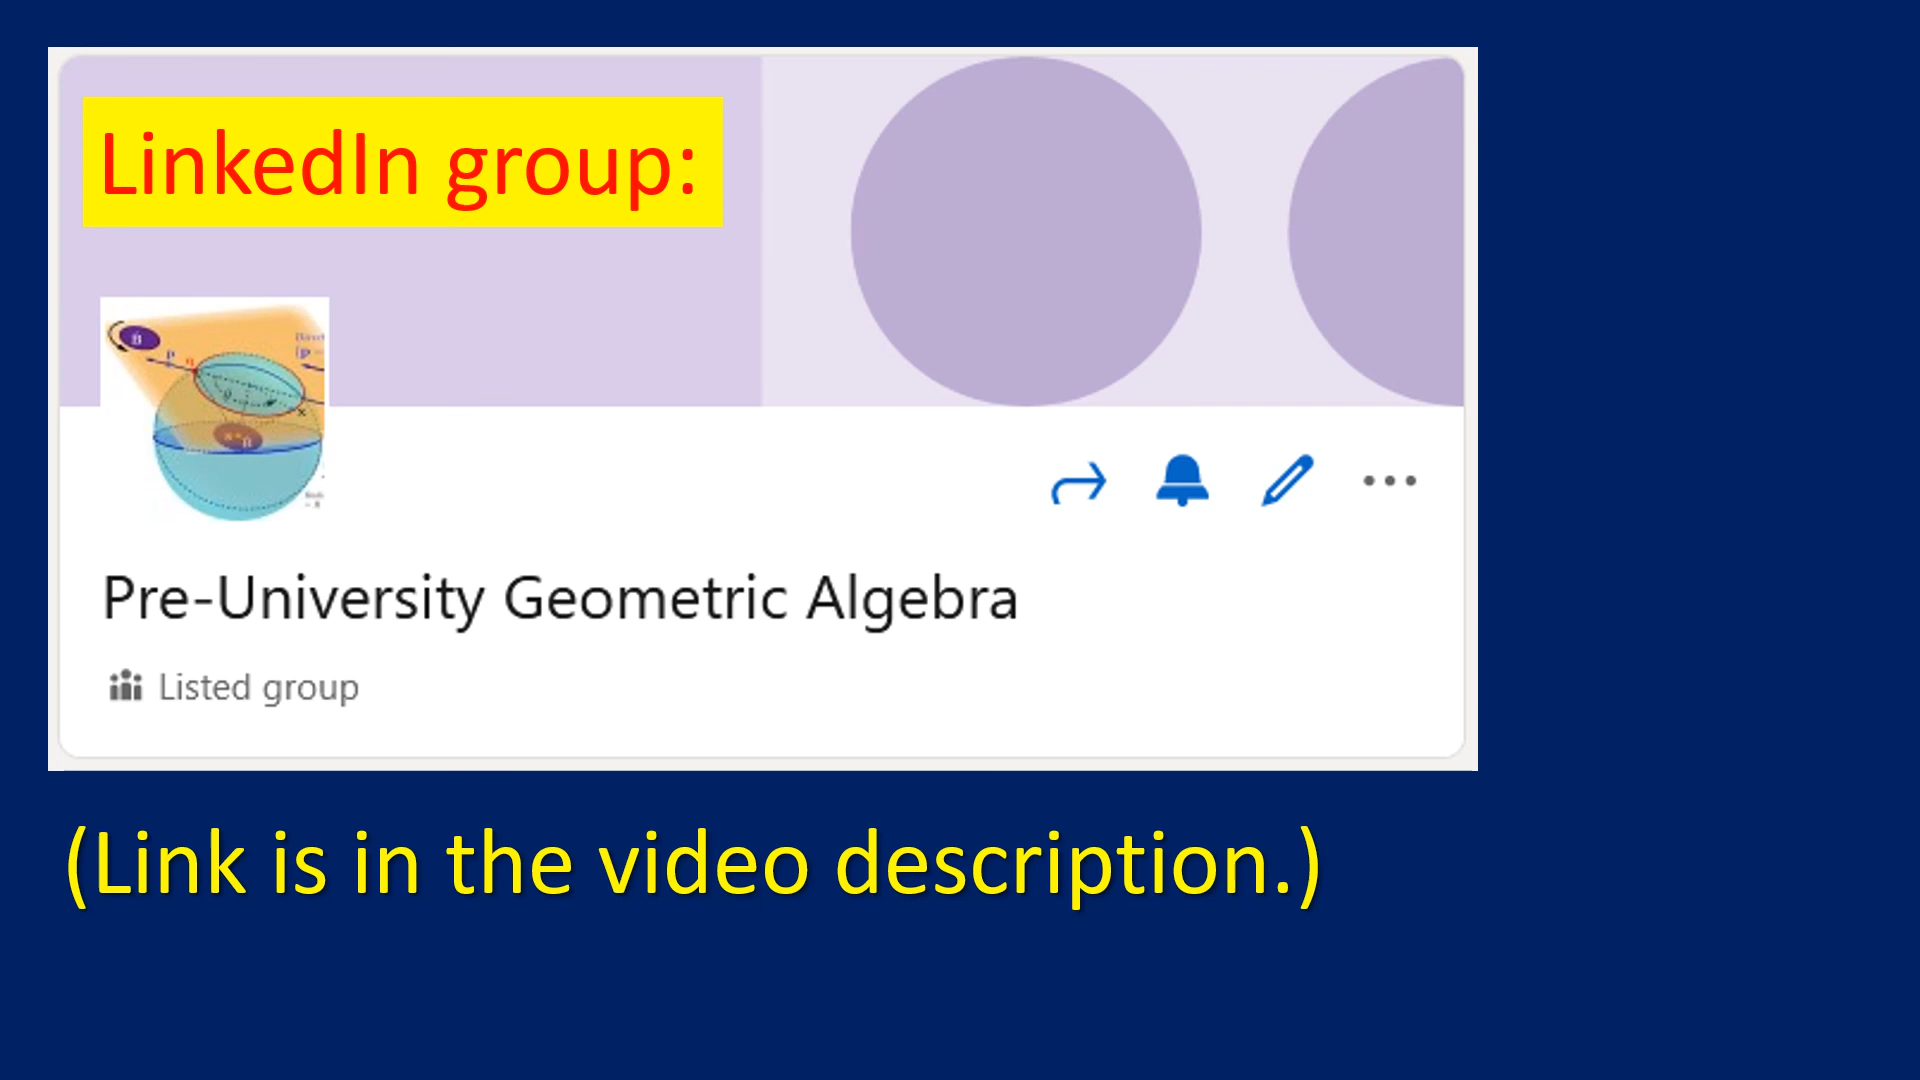 LinkedIn group:
B
p
q
x
Pre-University Geometric Algebra
Listed group
(Link is in the video description.)